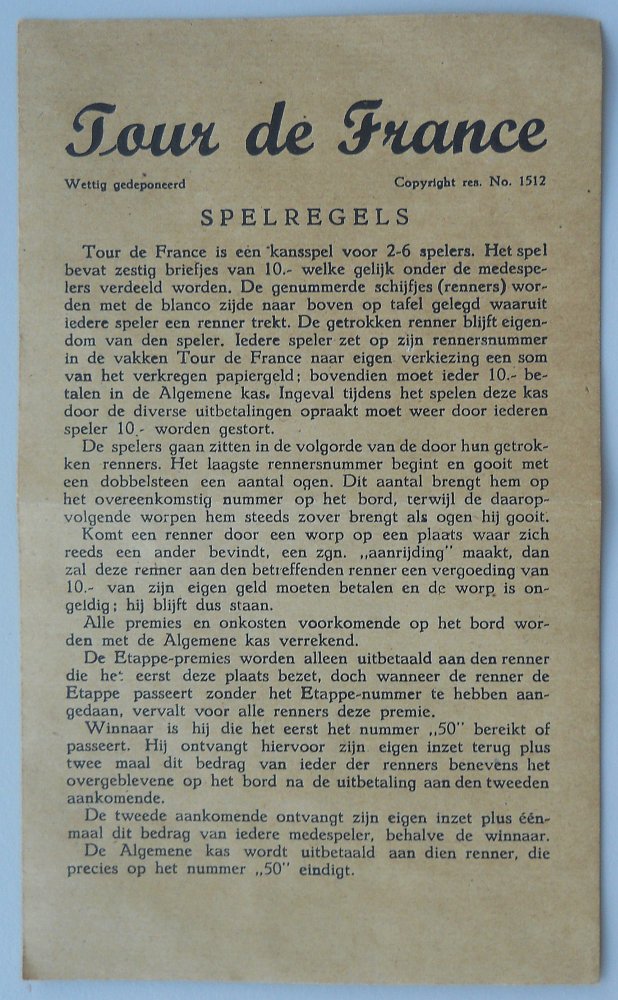 Tour de France
Wettig gedeponeerd Copyright res. No. 1512
SPELREGELS
Tour de France is een kansspel voor 2-6 spelers. Het spel
bevat zestig briefjes van 10.- welke gelijk onder de medespe-
lers verdeeld worden. De genummerde schijfjes (renners) wor-
den met de blanco zijde naar boven op tafel gelegd waaruit
iedere speler een renner trekt. De getrokken renner blijft eigen-
dom van den speler. Iedere speler zet op zijn rennersnummer
in de vakken Tour de France naar eigen verkiezing een som
van het verkregen papiergeld; bovendien moet ieder 10.- be-
talen in de Algemene kas. Ingeval tijdens het spelen deze kas
door de diverse uitbetalingen opraakt moet weer door iederen
speler 10.- worden gestort.
De spelers gaan zitten in de volgorde van de door hun getrok-
ken renners. Het laagste rennersnummer begint en gooit met
een dobbelsteen een aantal ogen. Dit aantal brengt hem op
het overeenkomstig nummer op het bord, terwijl de daarop-
volgende worpen hem steeds zover brengt als ogen hij gooit.
Komt een renner door een worp op een plaats waar zich
reeds een ander bevindt, een zgn. „aanrijding” maakt, dan
zal deze renner aan den betreffenden renner een vergoeding van
10.- van zijn eigen geld moeten betalen en de worp is on-
geldig; hij blijft dus staan.
Alle premies en onkosten voorkomende op het bord wor-
den met de Algemene kas verrekend.
De Etappe-premies worden alleen uitbetaald aan den renner
die het eerst deze plaats bezet, doch wanneer de renner de
Etappe passeert zonder het Etappe-nummer te hebben aan-
gedaan, vervalt voor alle renners deze premie.
Winnaar is hij die het eerst het nummer „50” bereikt of
passeert. Hij ontvangt hiervoor zijn eigen inzet terug plus
twee maal dit bedrag van ieder der renners benevens het
overgeblevene op het bord na de uitbetaling aan den tweeden
aankomende.
De tweede aankomende ontvangt zijn eigen inzet plus één-
maal dit bedrag van iedere medespeler, behalve de winnaar.
De Algemene kas wordt uitbetaald aan dien renner, die
precies op het nummer „50” eindigt.